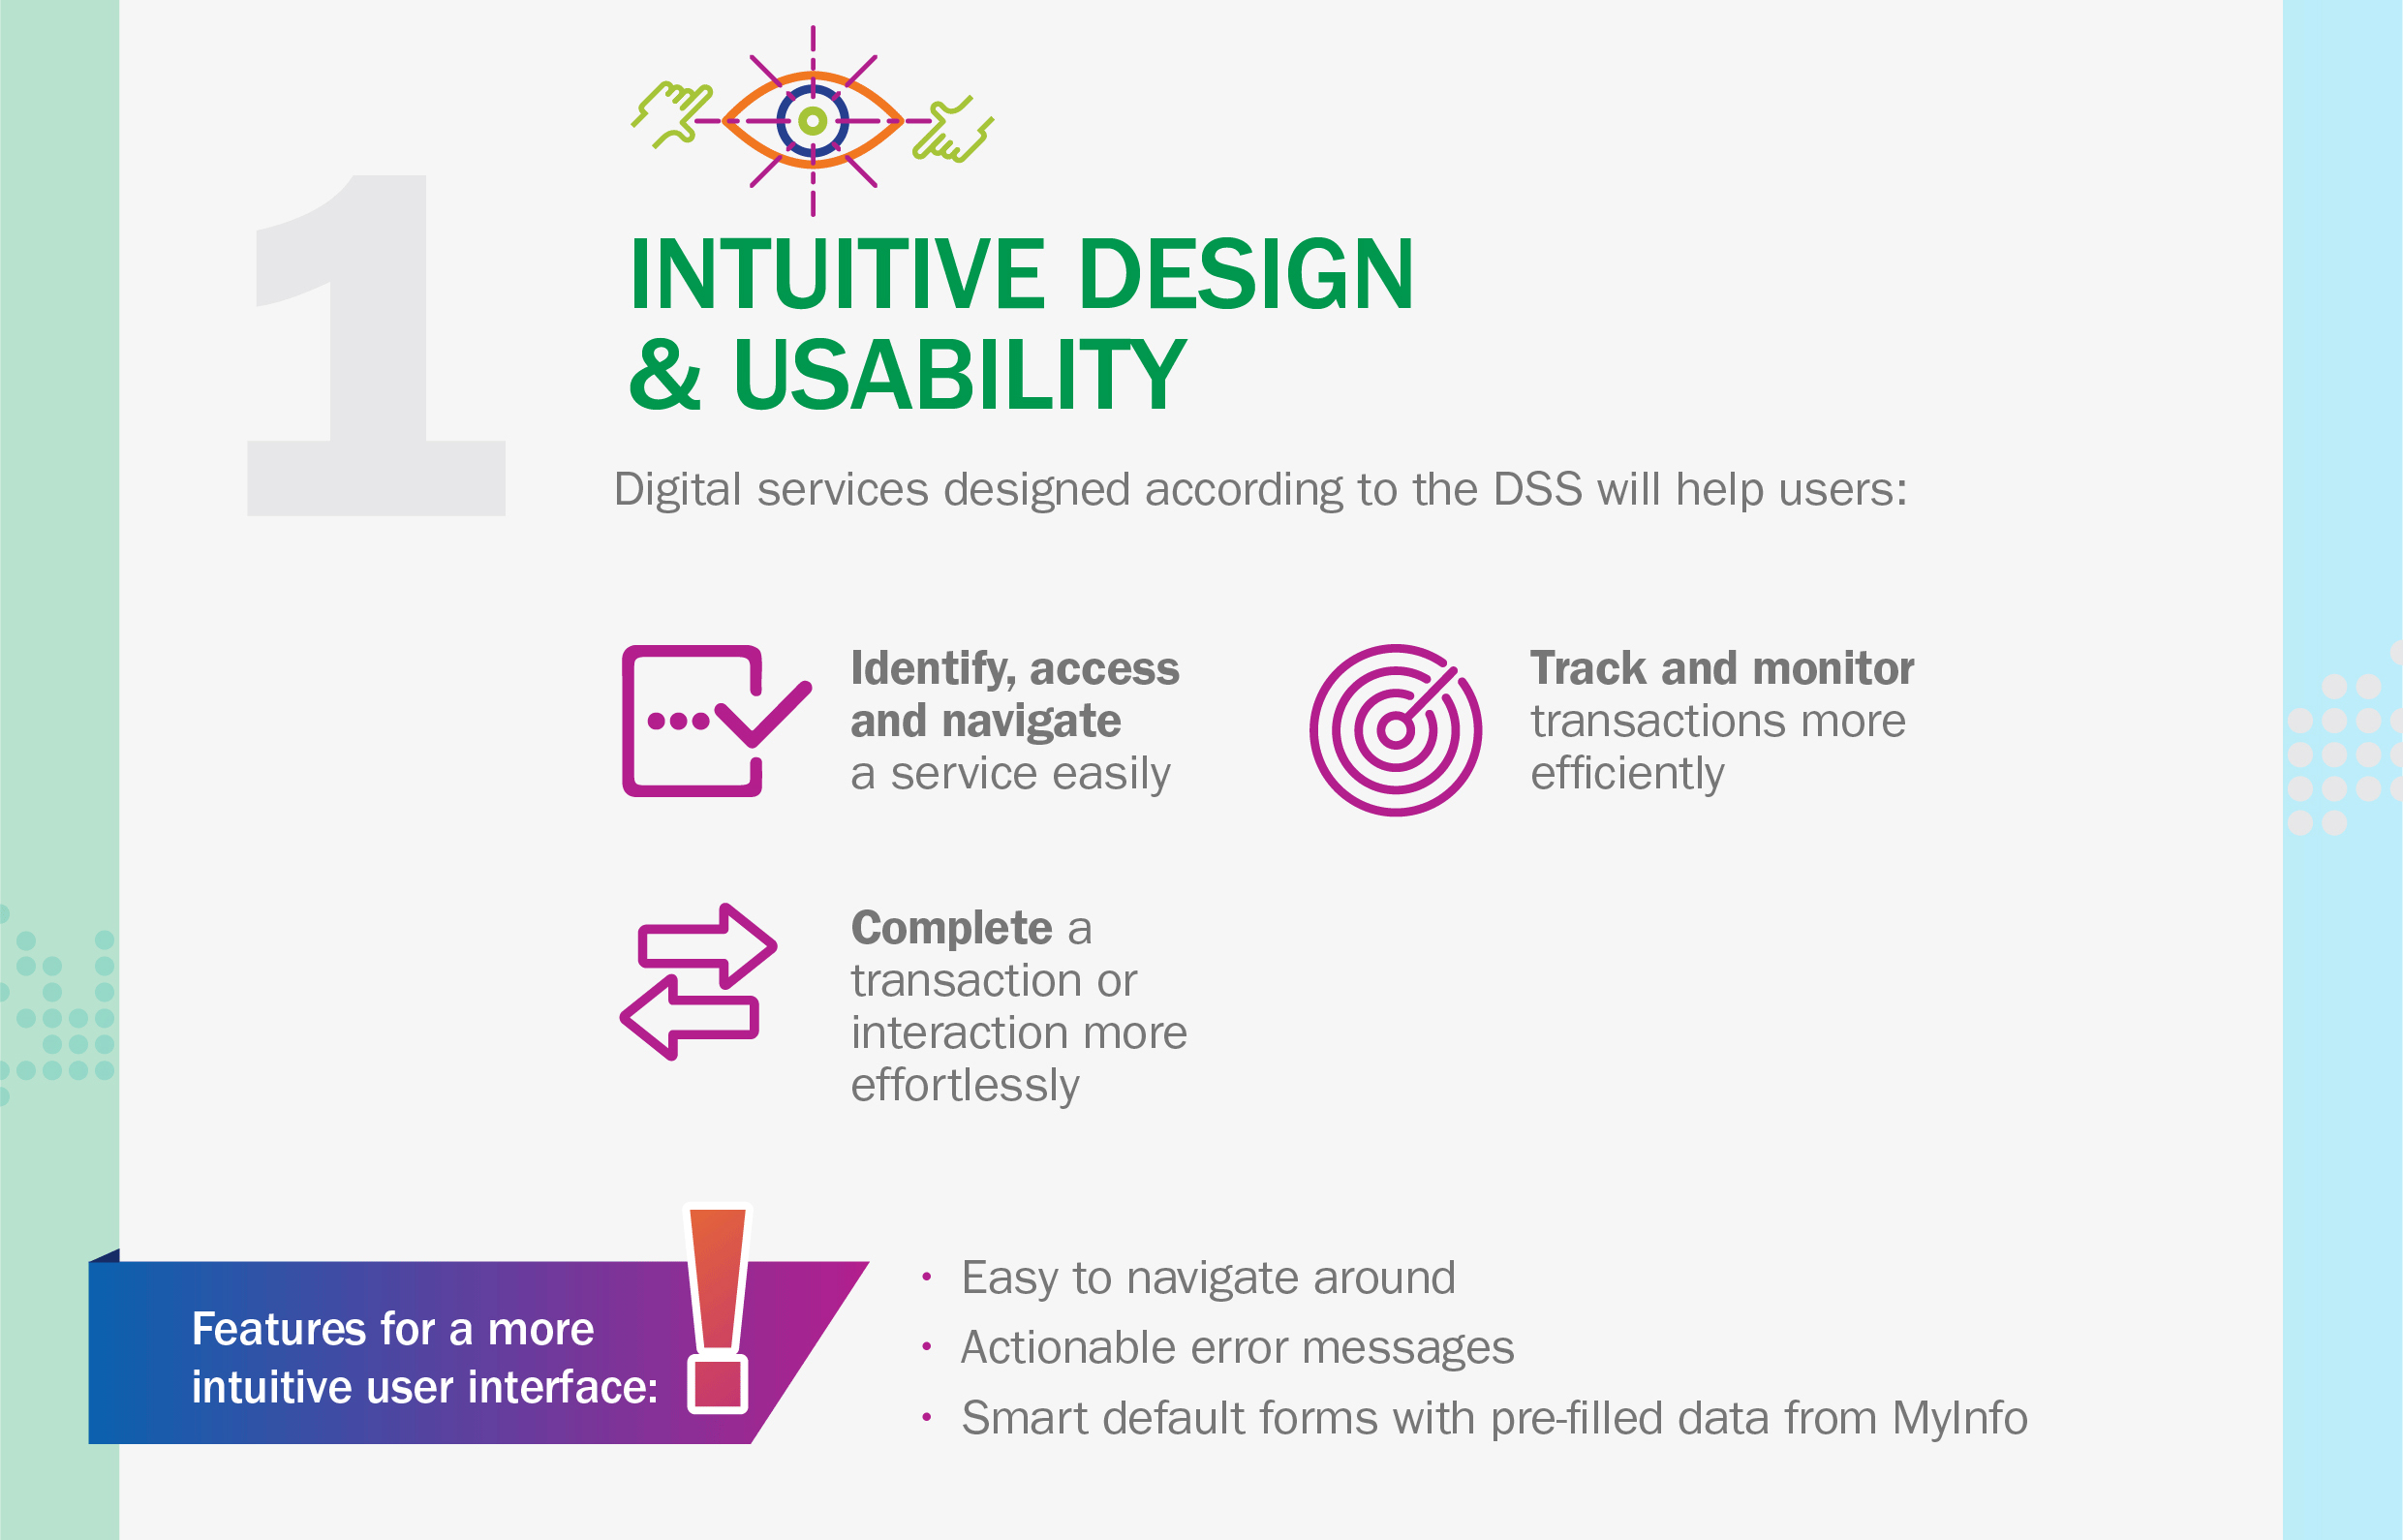 1
INTUITIVE DESIGN
& USABILITY
Digital services designed according to the DSS will help users:
Identify, access
and navigate
a service easily
Track and monitor
transactions more
efficiently
Complete a
transaction or
interaction more
effortlessly
Features for a more
intuitive user interface:
• Easy to navigate around
• Actionable error messages
• Smart default forms with pre-filled data from MyInfo